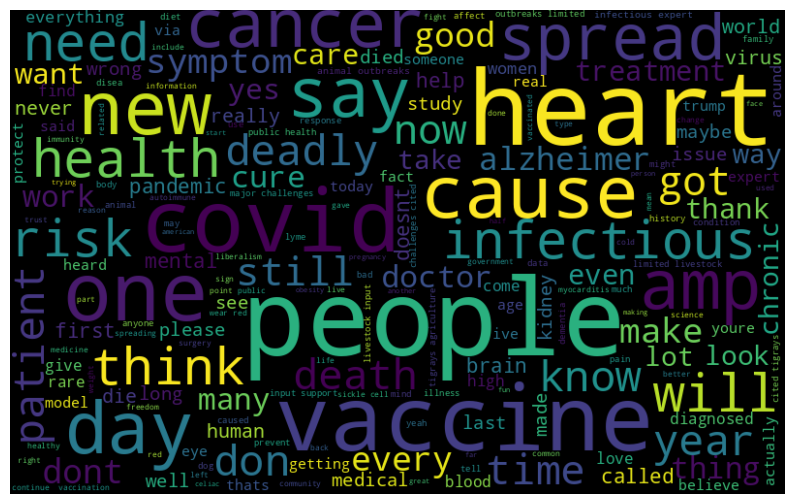 everything
via
diet
cancer
fight
affect
outbreaks limited
infectious expert
someone
spread
world
family
need
symptom
care
died
good
include
virus
want
wrong
animal outbreaks
women
treatment
find
disea
information
yes
help
real
around
never
new
really
say
study
now
trump
heart
said
related
start
public health
response
done
vaccinated
type
maybe
change
face
protect
immunity
health
deadly
take
alzheimer
might
way
cure
fact
issue
expert
trying
body
autoimmune
major challenges
cause
person
used
work
pandemic
today
got
thank
reason
animal
gave
doesnt
challenges cited
mean
history
trust
may
covid
american
lyme
pregnancy
risk
mental
liberalism
infectious
cold
condition
heard
sign
still
bad
doctor
government
data
limited livestock
even
chronic
point
public
obesity
live
see
come
myocarditis
much
one
part
wear red
another
livestock input
age
ive
kidney
dementia
amp
making
science
patient
first
anyone
spreading
please
people
tigrays agriculture
make
youre
cited tigrays
medicine
surgery
life
brain
pain
lot
look
give
think
death
high
fun
know
better
rare
weight
input support
sickle cell
illness
model
die
long
many
mind
will
diagnosed
freedom
caused
yeah
last
made
actually
healthy
day
human
prevent
back
vaccine
far
common
year
right
red
eye
don
getting
every
tell
time
love
thing
dont
left
dog
well
thats
community
medical
great
blood
called
believe
continue
vaccination
celiac